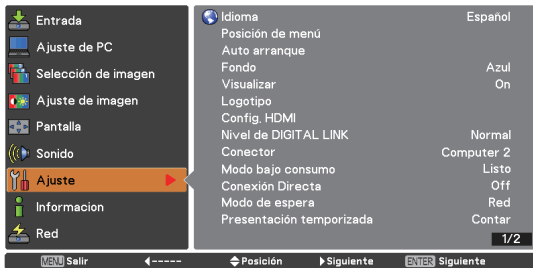 Entrada
Ajuste de PC
Selección de imagen
Ajuste de imagen
Pantalla
Sonido
Ajuste
Informacion
Red
Idioma Español
Posición de menú
Auto arranque
Fondo Azul
Visualizar On
Logotipo
Config. HDMI
Nivel de DIGITAL LINK Normal
Conector Computer 2
Modo bajo consumo Listo
Conexión Directa Off
Modo de espera Red
Presentación temporizada Contar
1/2
MENU Salir ◀----- Posición ▶Siguiente ENTER Siguiente